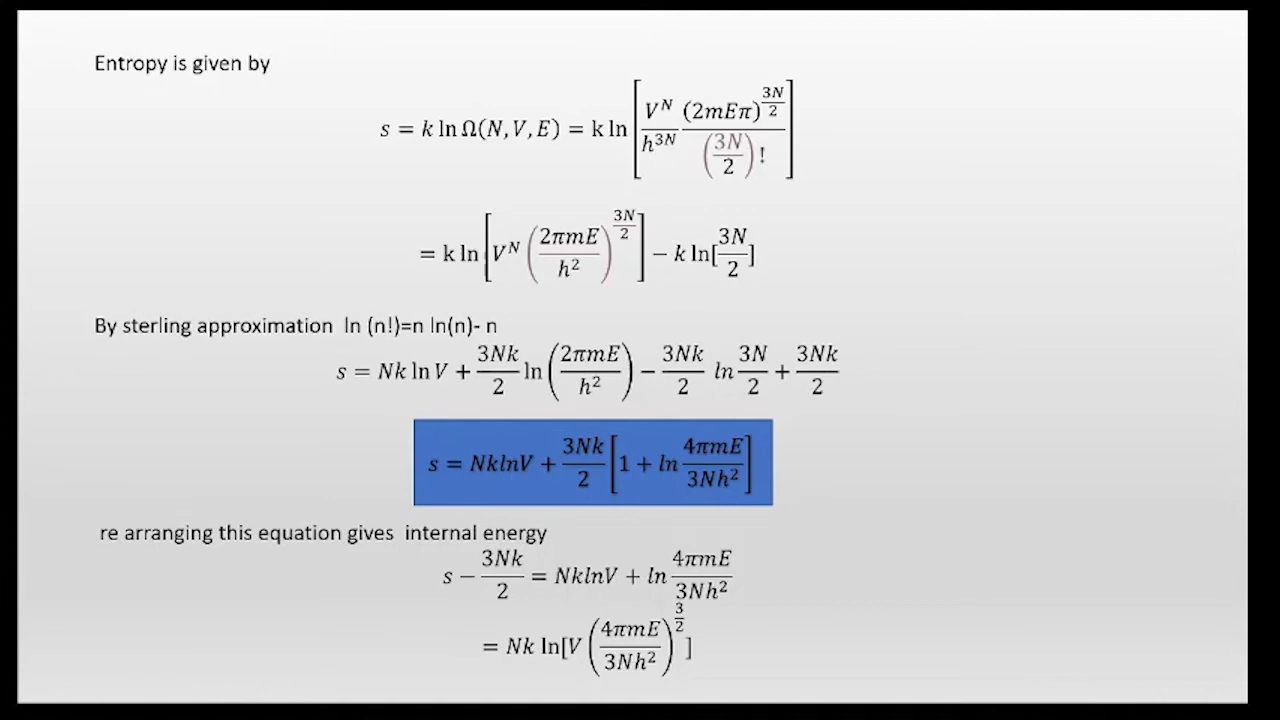 Entropy is given by
s = k ln Ω(N, V, E) = k ln [ V^N / h^{3N} (2mEπ)^{3N/2} / (3N/2)! ]
= k ln [ V^N (2πmE / h^2)^{3N/2} ] − k ln[3N/2]
By sterling approximation ln (n!)=n ln(n)- n
s = Nk ln V + 3Nk/2 ln (2πmE / h^2) − 3Nk/2 ln 3N/2 + 3Nk/2
s = NklnV + 3Nk/2 [1 + ln 4πmE / 3Nh^2]
re arranging this equation gives internal energy
s − 3Nk/2 = NklnV + ln 4πmE / 3Nh^2
= Nk ln[V (4πmE / 3Nh^2)^{3/2} ]